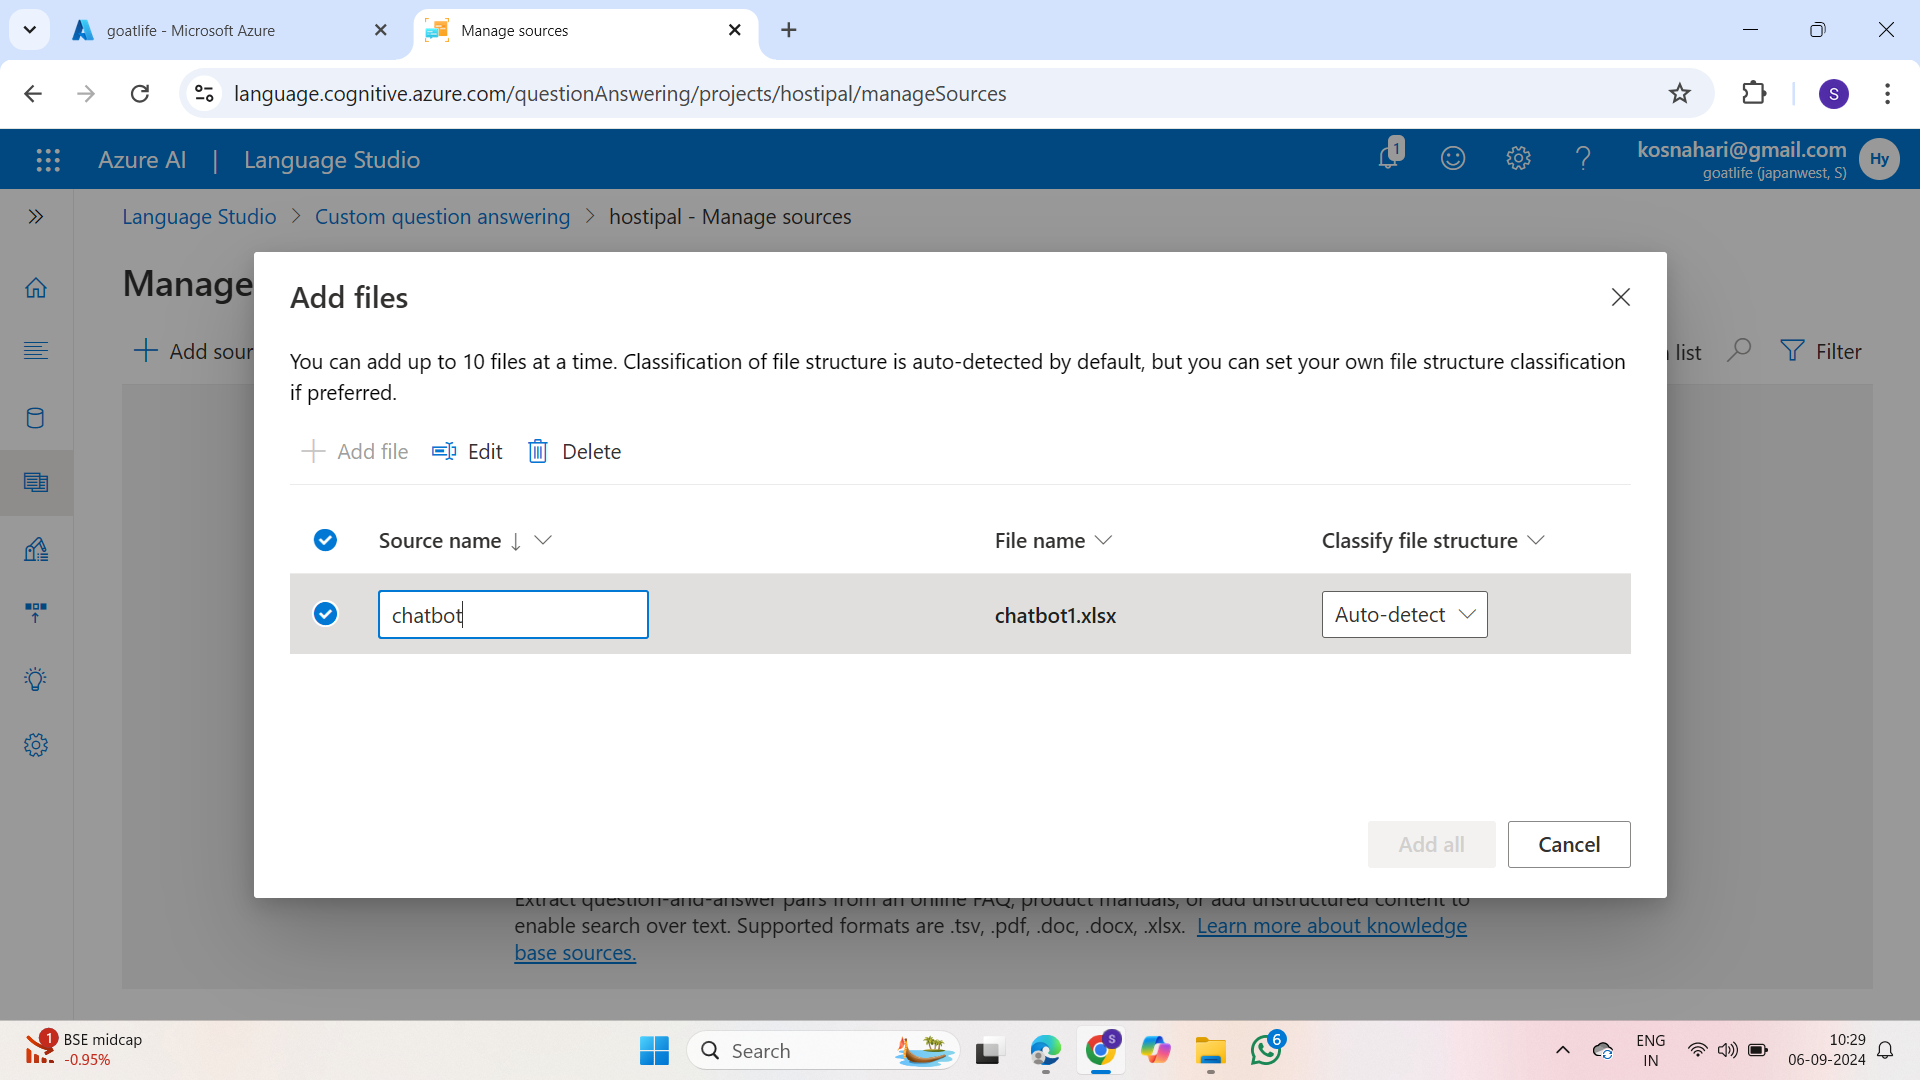 goatlife - Microsoft Azure
Manage sources
language.cognitive.azure.com/questionAnswering/projects/hostipal/manageSources
S
Azure AI | Language Studio
1
kosnahari@gmail.com
goatlife (japanwest, S)
Hy
Language Studio > Custom question answering > hostipal - Manage sources
Manage
Add sour
list
Filter
Add files
You can add up to 10 files at a time. Classification of file structure is auto-detected by default, but you can set your own file structure classification
if preferred.
Add file
Edit
Delete
Source name ↓
File name
Classify file structure
chatbot
chatbot1.xlsx
Auto-detect
Add all
Cancel
Extract question-and-answer pairs from an online FAQ, product manuals, or add unstructured content to
enable search over text. Supported formats are .tsv, .pdf, .doc, .docx, .xlsx. Learn more about knowledge
base sources.
1
BSE midcap
-0.95%
Search
S
6
ENG
IN
10:29
06-09-2024